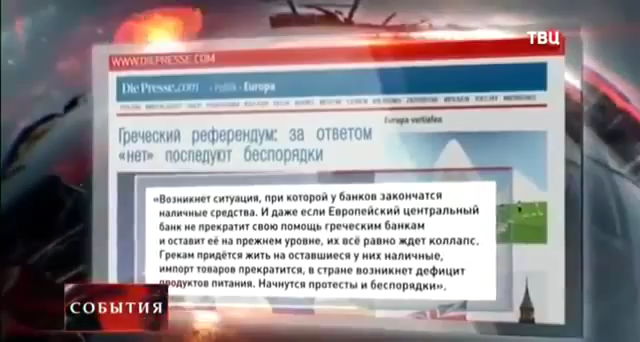 ТВЦ
WWW.DIEPRESSE.COM
Die Presse.com › Politik › Europa
Греческий референдум: за ответом
«нет» последуют беспорядки
Europa vertiefen
«Возникнет ситуация, при которой у банков закончатся
наличные средства. И даже если Европейский центральный
банк не прекратит свою помощь греческим банкам
и оставит её на прежнем уровне, их всё равно ждет коллапс.
Грекам придётся жить на оставшиеся у них наличные,
импорт товаров прекратится, в стране возникнет дефицит
продуктов питания. Начнутся протесты и беспорядки».
СОБЫТИЯ